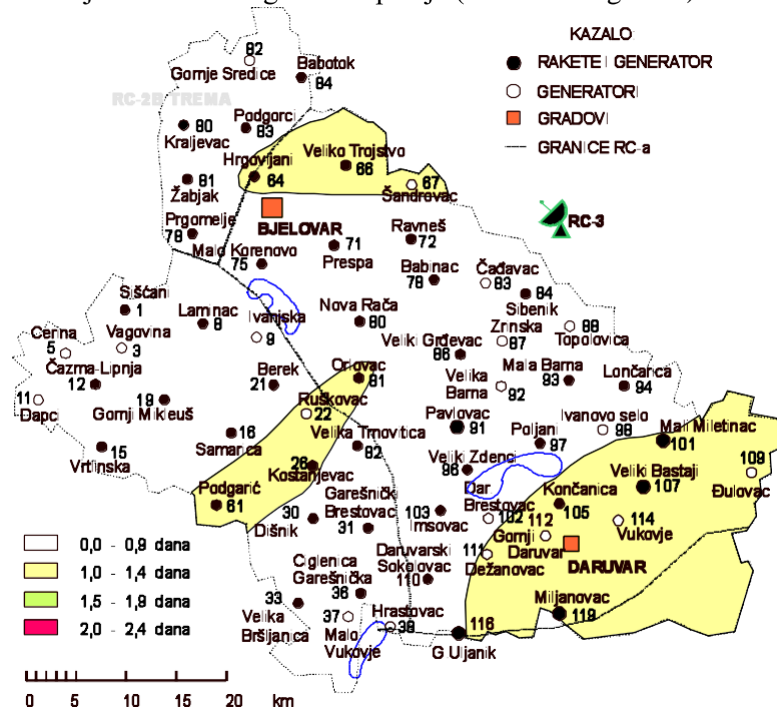 KAZALO
RAKETE I GENERATOR
GENERATORI
GRADOVI
GRANICE RC-a
RC-3
RC-2B TREMA
82
Gornje Sredice
Babotok
84
80
Kraljevac
Podgorci
83
Hrgovljani
64
Veliko Trojstvo
66
67
Šandrovac
81
Žabjak
Prgomelje
78
BJELOVAR
Malo Korenovo
75
71
Prespa
Ravneš
72
Babinac
78
Čađavac
83
84
Sibenik
Sišćani
1
Laminac
8
Ivanjska
9
Nova Rača
80
Zrinska
87
88
Topolovica
Cerina
5
Vagovina
3
Veliki Grđevac
86
Čazma-Lipnja
12
Berek
21
Orlovac
81
Mala Barna
93
Lončarica
94
Velika
Barna
92
11
Dapci
19
Gornji Mikleuš
Ruškovac
22
Pavlovac
91
Ivanovo selo
98
Mali Miletinac
101
16
Samarica
Velika Trnovitica
82
Poljani
97
15
Vrtlinska
26
Kostanjevac
Veliki Zdenci
96
Veliki Bastaji
107
109
Đulovac
Podgarić
61
Garešnički
Brestovac
31
30
Dišnik
103
Imsovac
Dar
Brestovac
102
Končanica
105
112
Gornji
Daruvar
114
Vukovje
111
Dežanovac
DARUVAR
Ciglenica
Garešnička
36
Daruvarski
Sokolovac
110
33
Velika
Bršljanica
37
Malo
Vukovje
Hrastovac
38
116
G Uljanik
Miljanovac
119
0,0 - 0,9 dana
1,0 - 1,4 dana
1,5 - 1,9 dana
2,0 - 2,4 dana
0 5 10 20 km